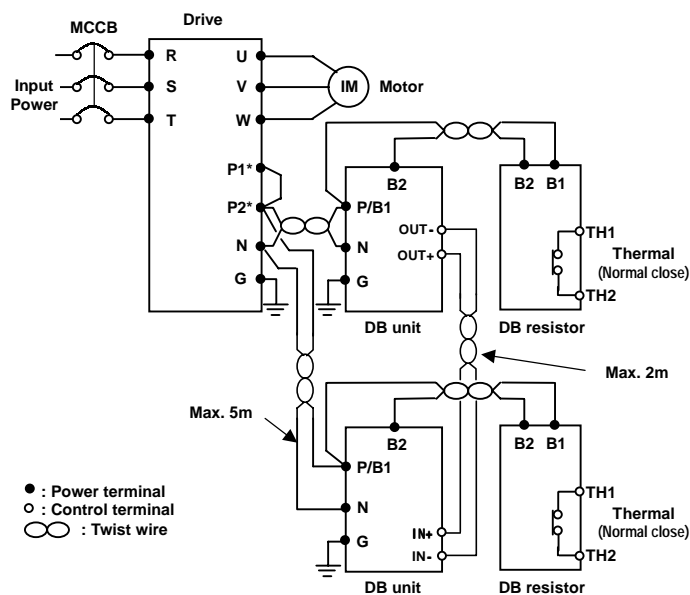 MCCB
Drive
R
U
Input
Power
S
V
IM
Motor
T
W
P1*
B2
B2
B1
P2*
P/B1
OUT-
TH1
N
N
OUT+
Thermal
(Normal close)
G
G
TH2
DB unit
DB resistor
Max. 2m
Max. 5m
B2
B2
B1
P/B1
● : Power terminal
○ : Control terminal
: Twist wire
N
TH1
IN+
Thermal
(Normal close)
G
IN-
TH2
DB unit
DB resistor